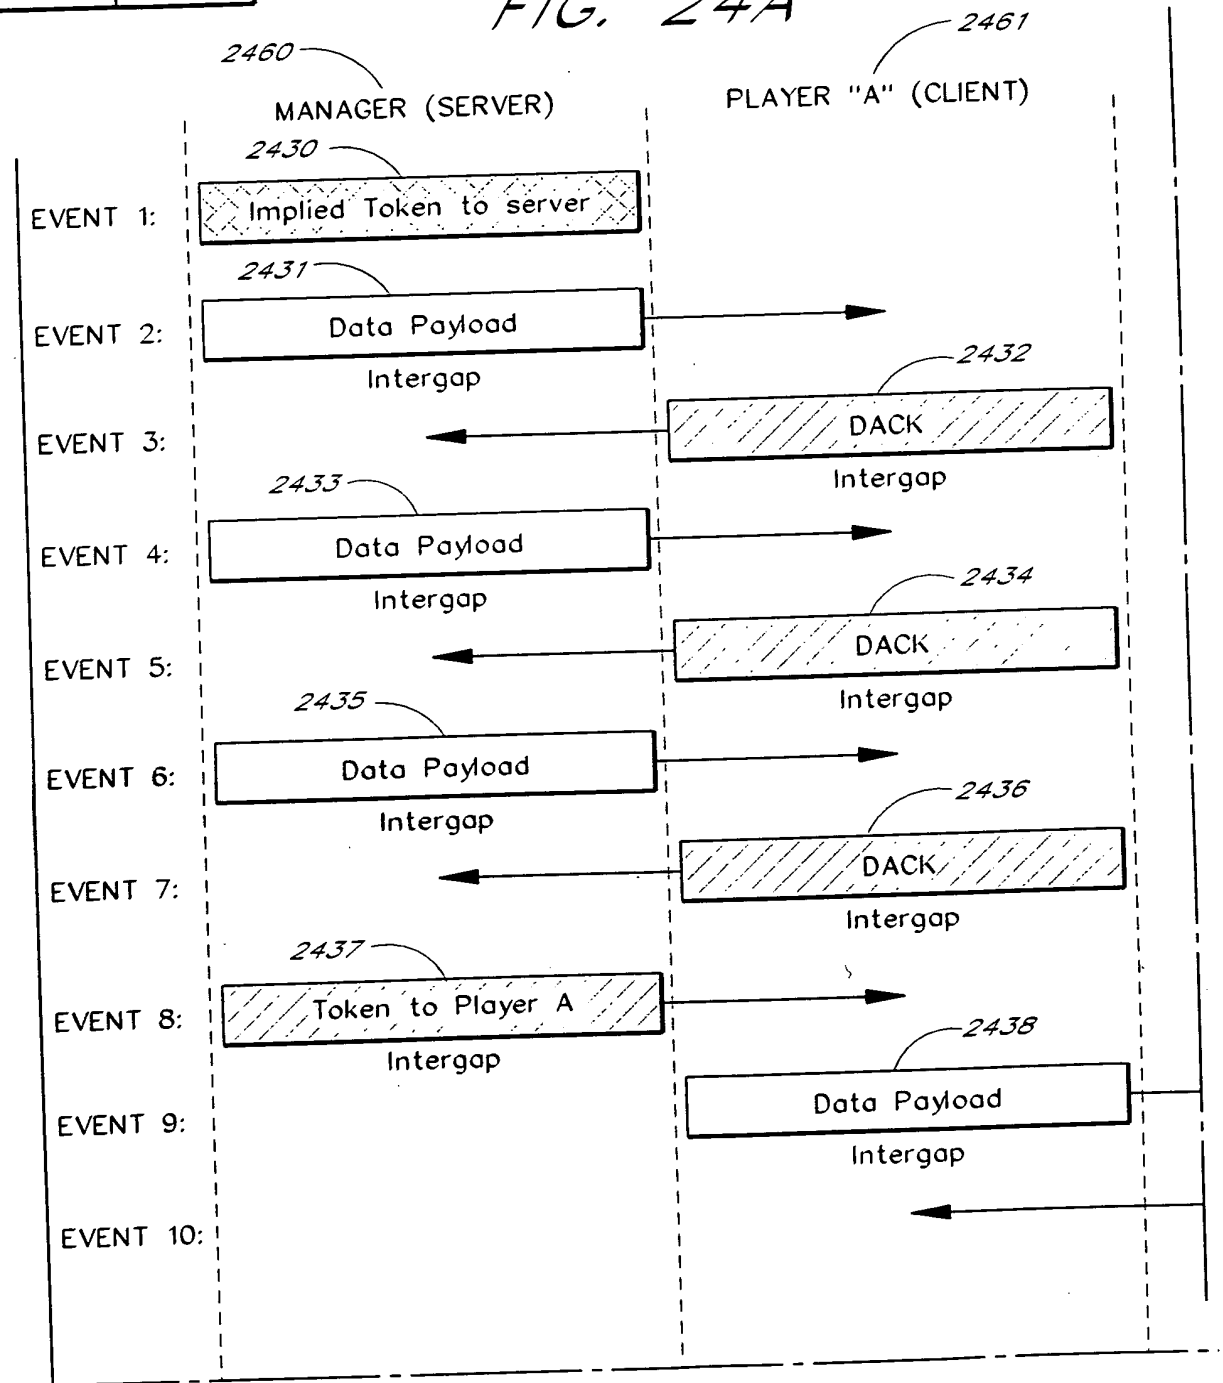 FIG. 24A
2460
2461
MANAGER (SERVER)
PLAYER "A" (CLIENT)
2430
EVENT 1:
Implied Token to server
2431
EVENT 2:
Data Payload
Intergap
2432
EVENT 3:
DACK
Intergap
2433
EVENT 4:
Data Payload
Intergap
2434
EVENT 5:
DACK
Intergap
2435
EVENT 6:
Data Payload
Intergap
2436
EVENT 7:
DACK
Intergap
2437
EVENT 8:
Token to Player A
Intergap
2438
EVENT 9:
Data Payload
Intergap
EVENT 10: